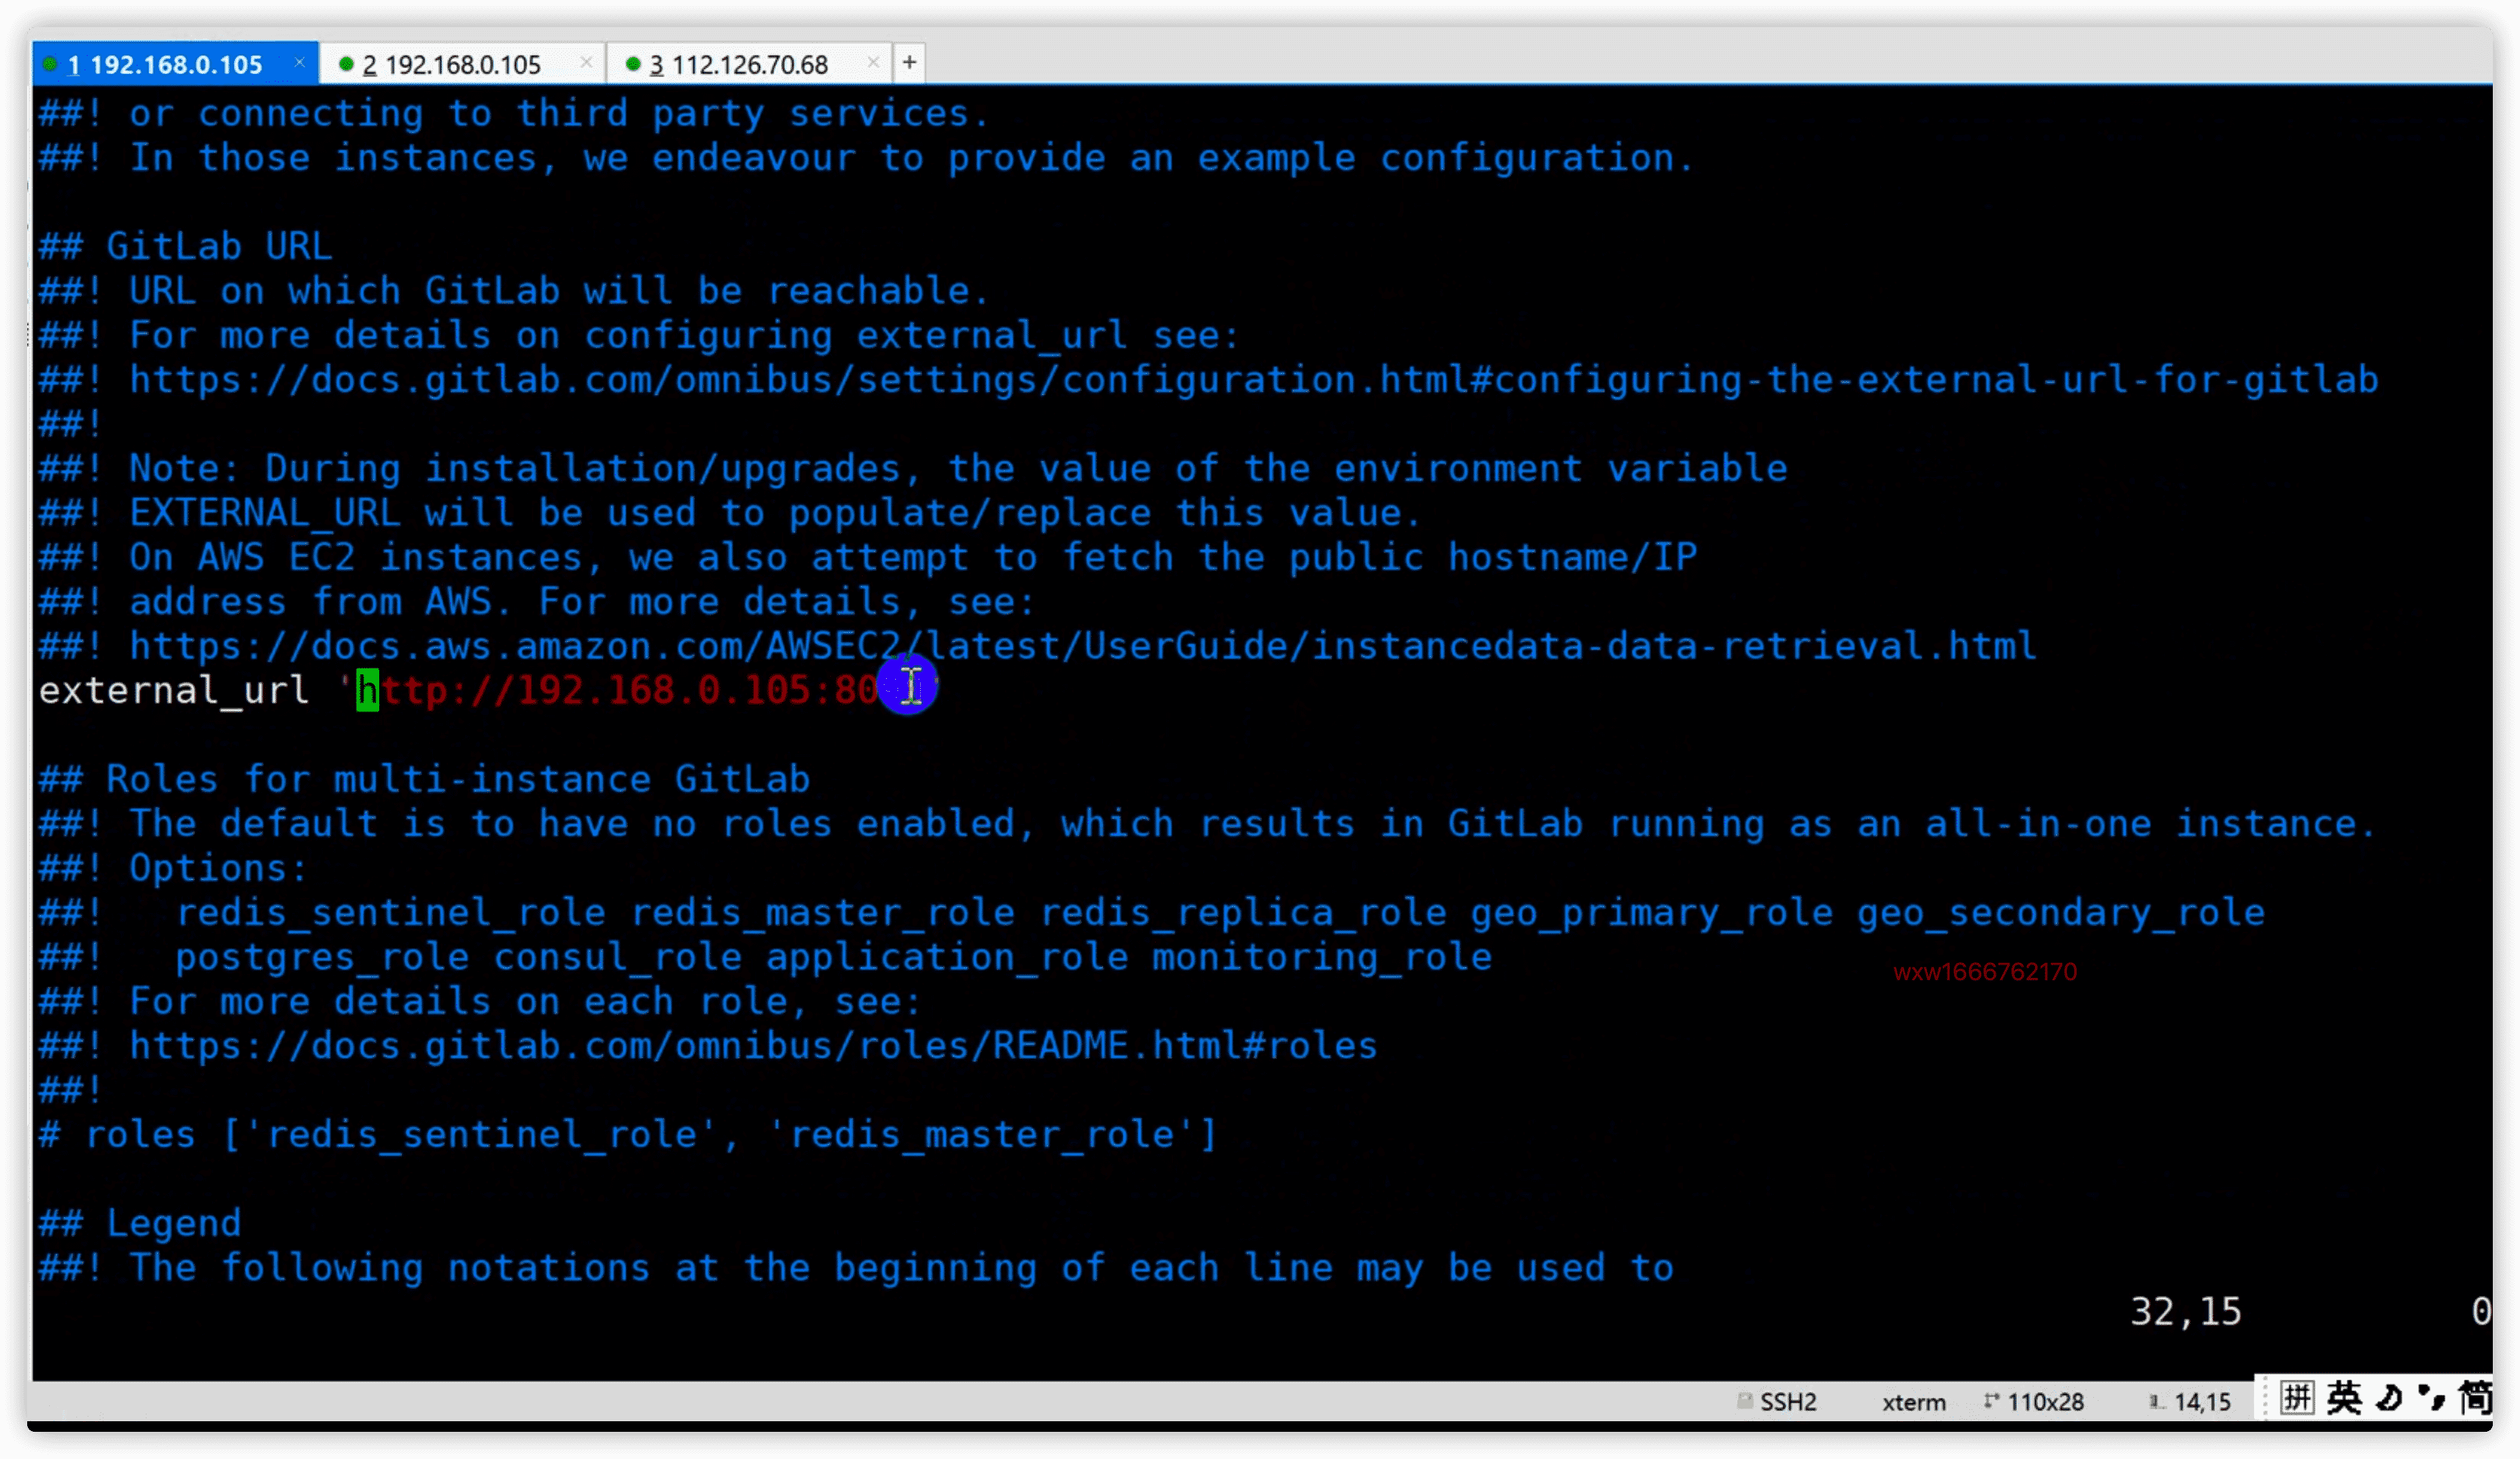 1 192.168.0.105 × 2 192.168.0.105 × 3 112.126.70.68 × +
##! or connecting to third party services.
##! In those instances, we endeavour to provide an example configuration.
## GitLab URL
##! URL on which GitLab will be reachable.
##! For more details on configuring external_url see:
##! https://docs.gitlab.com/omnibus/settings/configuration.html#configuring-the-external-url-for-gitlab
##!
##! Note: During installation/upgrades, the value of the environment variable
##! EXTERNAL_URL will be used to populate/replace this value.
##! On AWS EC2 instances, we also attempt to fetch the public hostname/IP
##! address from AWS. For more details, see:
##! https://docs.aws.amazon.com/AWSEC2/latest/UserGuide/instancedata-data-retrieval.html
external_url 'http://192.168.0.105:80
## Roles for multi-instance GitLab
##! The default is to have no roles enabled, which results in GitLab running as an all-in-one instance.
##! Options:
##!   redis_sentinel_role redis_master_role redis_replica_role geo_primary_role geo_secondary_role
##!   postgres_role consul_role application_role monitoring_role
wxw1666762170
##! For more details on each role, see:
##! https://docs.gitlab.com/omnibus/roles/README.html#roles
##!
# roles ['redis_sentinel_role', 'redis_master_role']
## Legend
##! The following notations at the beginning of each line may be used to
32,15 0
SSH2 xterm 110x28 14,15 拼 英 简